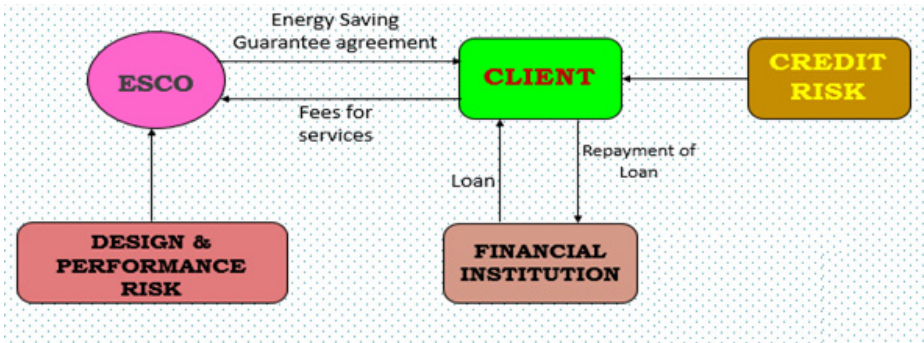 Energy Saving
Guarantee agreement
ESCO
CLIENT
CREDIT
RISK
Fees for
services
Loan
Repayment of
Loan
DESIGN &
PERFORMANCE
RISK
FINANCIAL
INSTITUTION